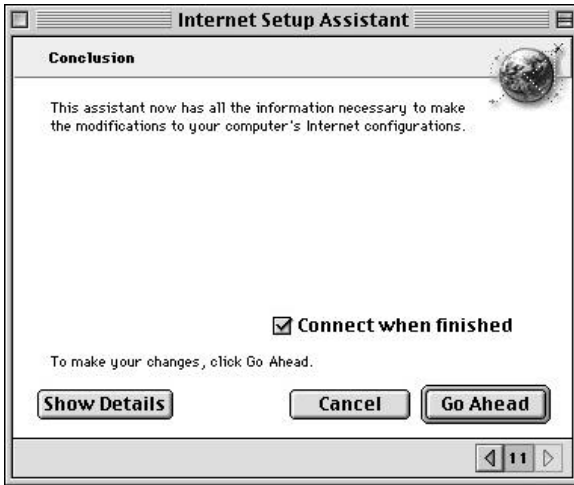 Internet Setup Assistant
Conclusion
This assistant now has all the information necessary to make
the modifications to your computer's Internet configurations.
Connect when finished
To make your changes, click Go Ahead.
Show Details
Cancel
Go Ahead
11